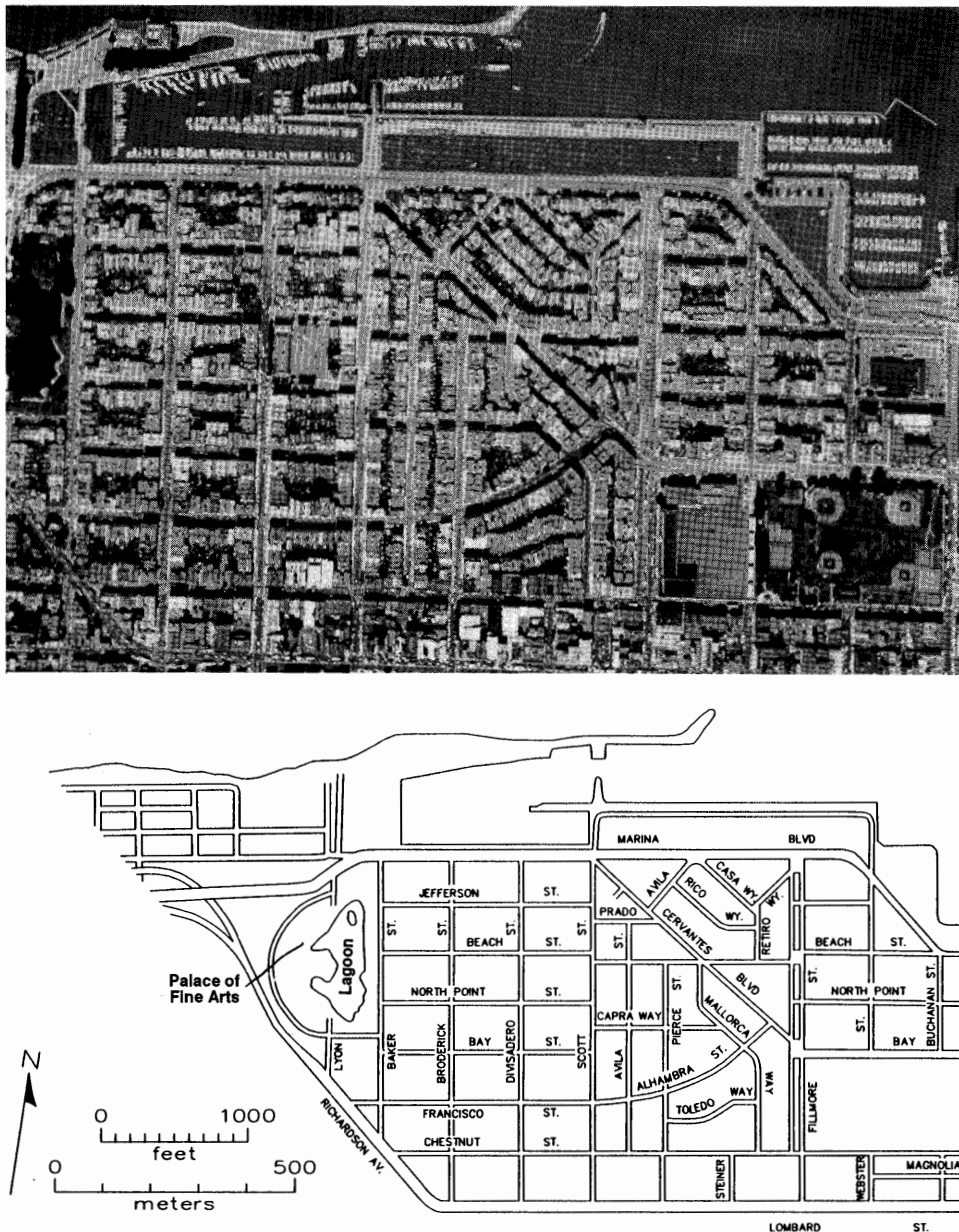 MARINA BLVD
JEFFERSON ST.
AVILA
RICO WY.
CASA WY.
RETIRO WY.
PRADO
CERVANTES BLVD
ST.
ST.
ST.
ST.
ST.
BEACH ST.
BEACH ST.
Palace of
Fine Arts
Lagoon
NORTH POINT ST.
NORTH POINT
ST.
ST.
BUCHANAN ST.
CAPRA WAY
PIERCE ST.
MALLORCA WAY
LYON
BAKER
BRODERICK
BAY ST.
DIVISADERO
SCOTT
AVILA
BAY
ALHAMBRA ST.
TOLEDO WAY
FILLMORE
N
RICHARDSON AV.
FRANCISCO ST.
CHESTNUT ST.
0 1000
feet
0 500
meters
STEINER
WEBSTER
MAGNOLIA
LOMBARD ST.